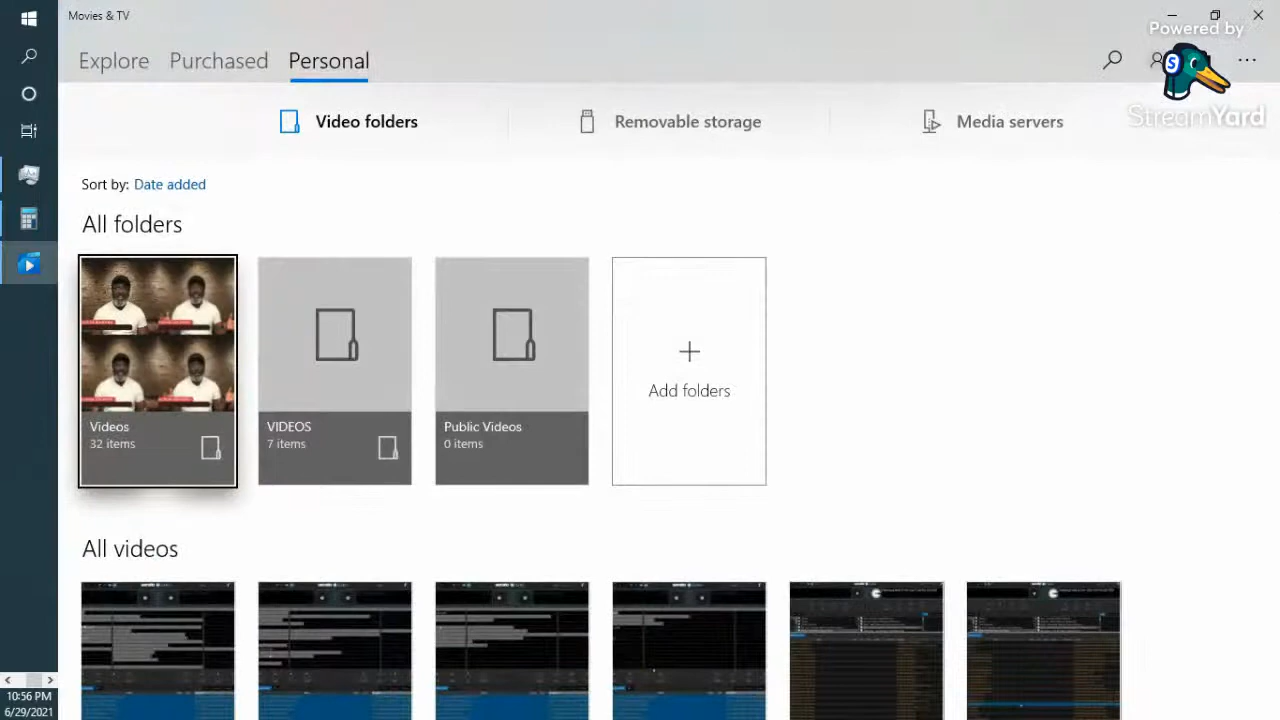 Movies & TV
Powered by
StreamYard
Explore
Purchased
Personal
Video folders
Removable storage
Media servers
Sort by: Date added
All folders
Videos
32 items
VIDEOS
7 items
Public Videos
0 items
Add folders
All videos
10:56 PM
6/29/2021